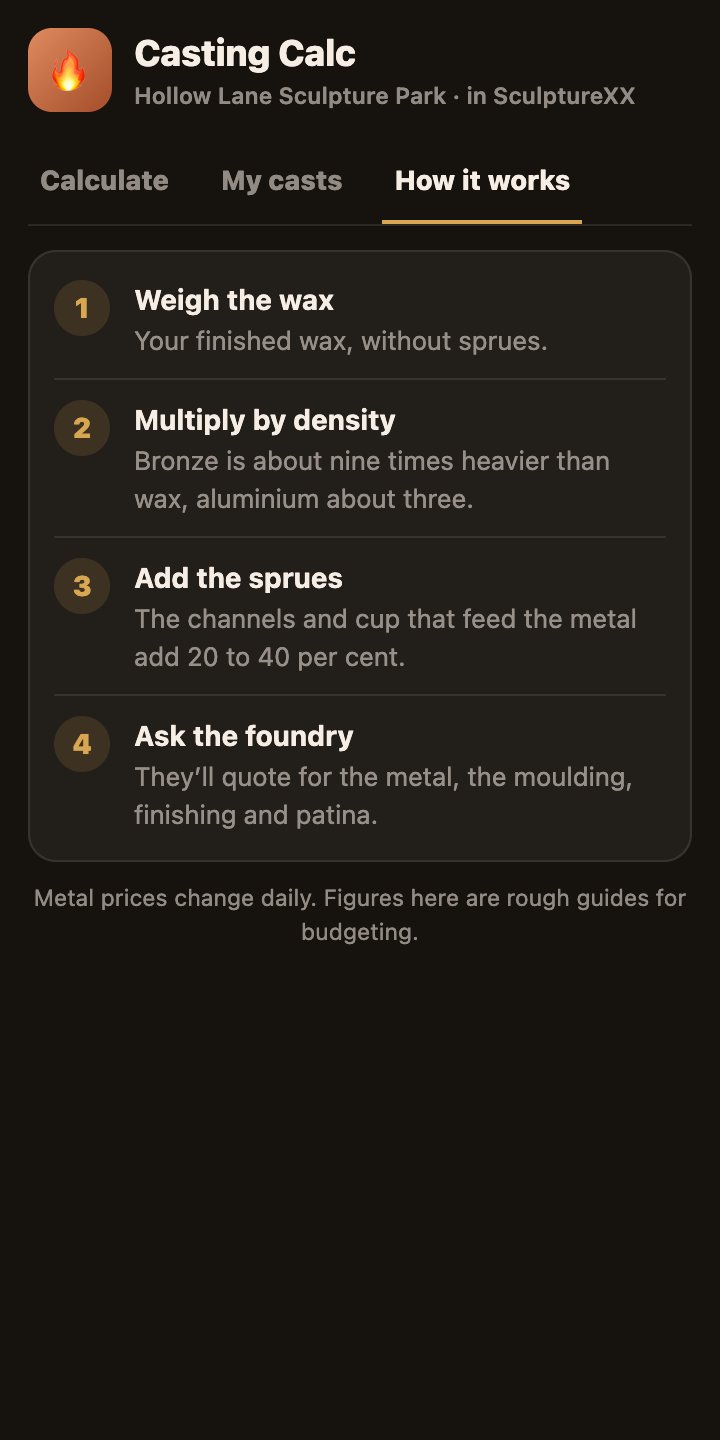 Casting Calc
Hollow Lane Sculpture Park · in SculptureXX
Calculate My casts How it works
1 Weigh the wax
Your finished wax, without sprues.
2 Multiply by density
Bronze is about nine times heavier than
wax, aluminium about three.
3 Add the sprues
The channels and cup that feed the metal
add 20 to 40 per cent.
4 Ask the foundry
They’ll quote for the metal, the moulding,
finishing and patina.
Metal prices change daily. Figures here are rough guides for
budgeting.